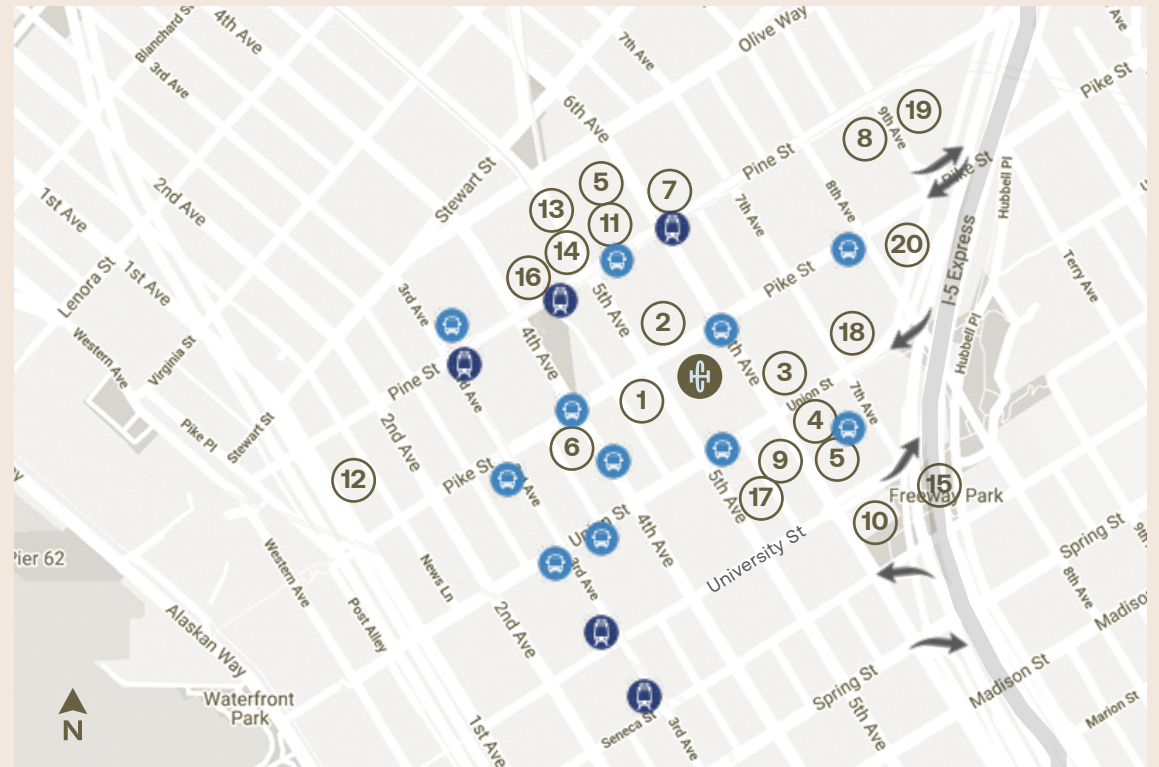 Blanchard St
4th Ave
3rd Ave
7th Ave
Olive Way
Pike St
6th Ave
19
9th Ave
8
Pine St
Pike St
Hubbell Pl
Stewart St
5
7
8th Ave
2nd Ave
1st Ave
13
11
7th Ave
14
20
I-5 Express
Terry Ave
Lenora St
1st Ave
16
3rd Ave
5th Ave
Pike St
2
18
Hubbell Pl
Western Ave
Virginia St
4th Ave
3
Pine St
1
Union St
7th Ave
4
Stewart St
Pike Pl
2nd Ave
6
9
5
12
Pike St
5th Ave
17
15
Freeway Park
10
Union St
4th Ave
University St
Spring St
Pier 62
Western Ave
News Ln
3rd Ave
8th Ave
Post Alley
Alaskan Way
2nd Ave
Spring St
Madison St
Waterfront
Park
N
1st Ave
Seneca St
3rd Ave
5th Ave
Marion St